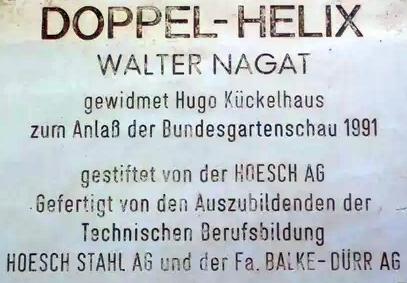 DOPPEL-HELIX
WALTER NAGAT
gewidmet Hugo Kückelhaus
zum Anlaß der Bundesgartenschau 1991
gestiftet von der HOESCH AG
Gefertigt von den Auszubildenden der
Technischen Berufsbildung
HOESCH STAHL AG und der Fa. BALKE-DÜRR AG